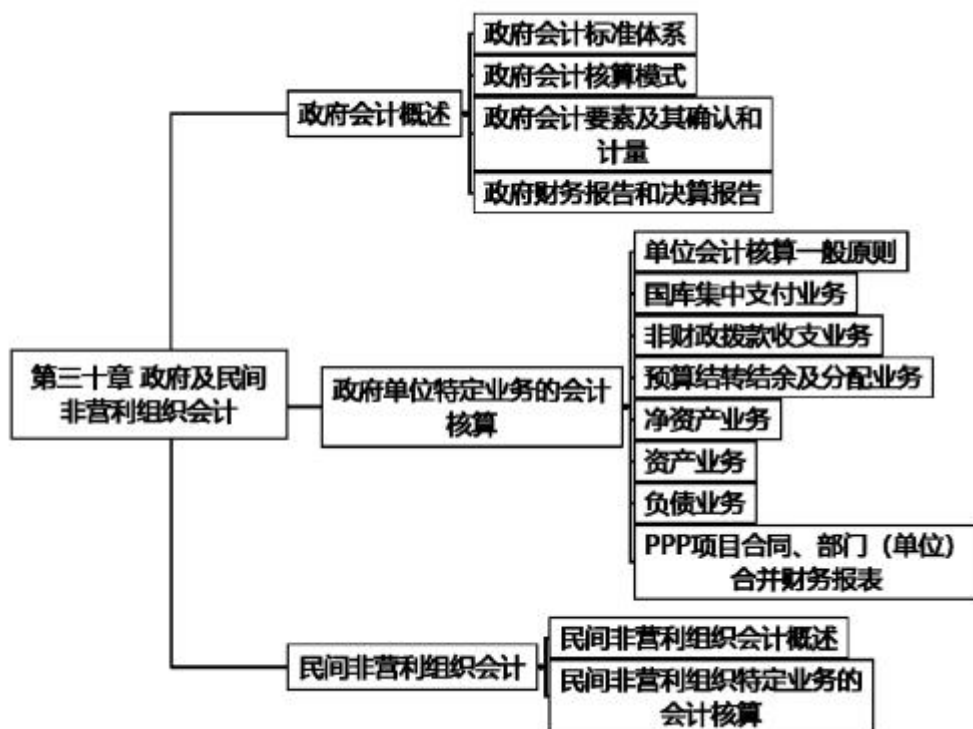 政府会计标准体系
政府会计核算模式
政府会计概述
政府会计要素及其确认和
计量
政府财务报告和决算报告
单位会计核算一般原则
国库集中支付业务
非财政拨款收支业务
第三十章 政府及民间
非营利组织会计
政府单位特定业务的会计
核算
预算结转结余及分配业务
净资产业务
资产业务
负债业务
PPP项目合同、部门（单位）
合并财务报表
民间非营利组织会计
民间非营利组织会计概述
民间非营利组织特定业务的
会计核算